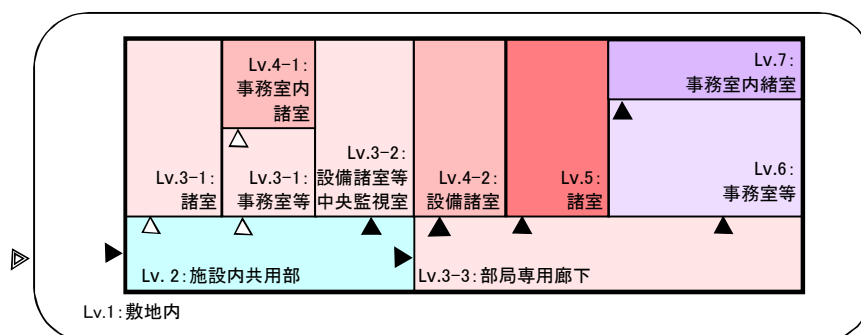 Lv.4-1:
事務室内
諸室
Lv.7:
事務室内緒室
Lv.3-1:
諸室
Lv.3-1:
事務室等
Lv.3-2:
設備諸室等
中央監視室
Lv.4-2:
設備諸室
Lv.5:
諸室
Lv.6:
事務室等
Lv. 2:施設内共用部
Lv.3-3:部局専用廊下
Lv.1:敷地内